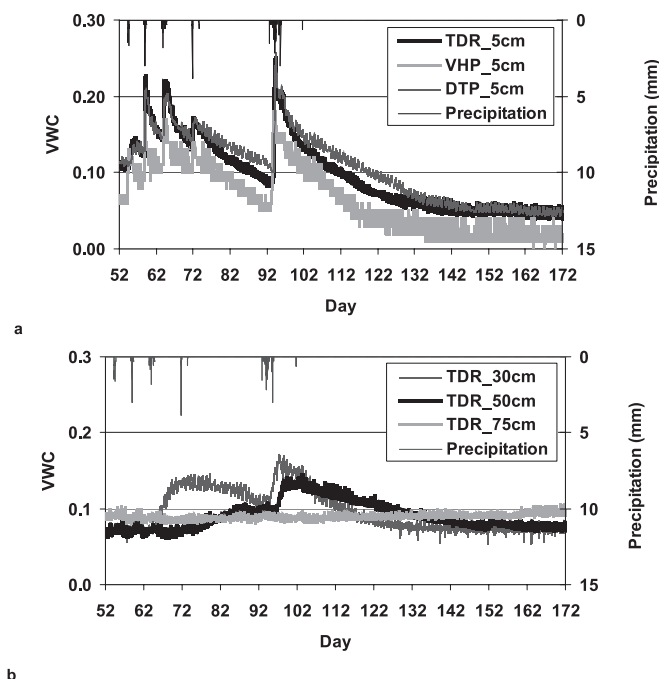 0.30
0.20
0.10
0.00
VWC
TDR_5cm
VHP_5cm
DTP_5cm
Precipitation
0
5
10
15
Precipitation (mm)
52 62 72 82 92 102 112 122 132 142 152 162 172
Day
a
0.3
0.2
0.1
0.0
VWC
TDR_30cm
TDR_50cm
TDR_75cm
Precipitation
0
5
10
15
Precipitation (mm)
52 62 72 82 92 102 112 122 132 142 152 162 172
Day
b